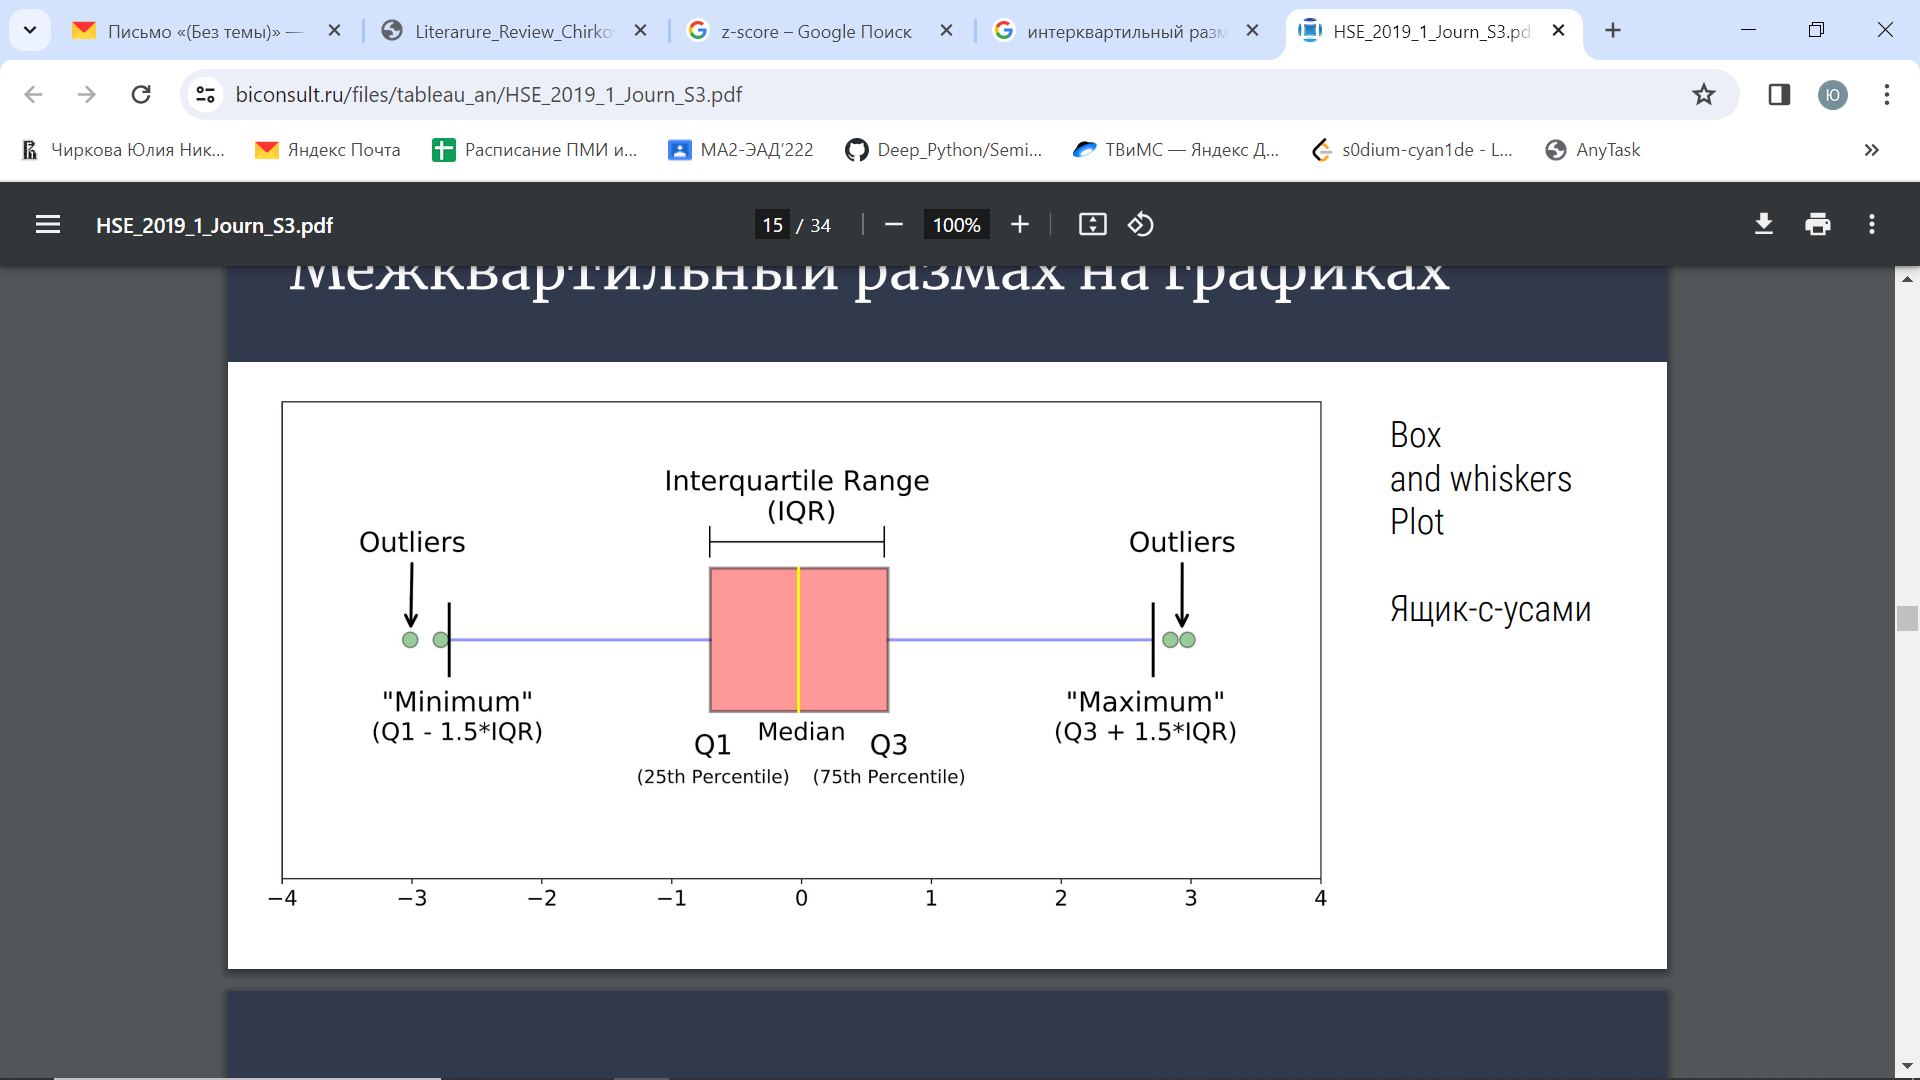 Письмо «(Без темы)» —
Literarure_Review_Chirko
z-score – Google Поиск
интерквартильный разм
HSE_2019_1_Journ_S3.pd
biconsult.ru/files/tableau_an/HSE_2019_1_Journ_S3.pdf
Ю
Чиркова Юлия Ник...
Яндекс Почта
Расписание ПМИ и...
МА2-ЭАД'222
Deep_Python/Semi...
ТВиМС — Яндекс Д...
s0dium-cyan1de - L...
AnyTask
HSE_2019_1_Journ_S3.pdf
15 / 34
100%
Межквартильный размах на графиках
Box
and whiskers
Plot
Ящик-с-усами
Interquartile Range
(IQR)
Outliers
Outliers
"Minimum"
(Q1 - 1.5*IQR)
"Maximum"
(Q3 + 1.5*IQR)
Median
Q1
Q3
(25th Percentile)
(75th Percentile)
−4 −3 −2 −1 0 1 2 3 4